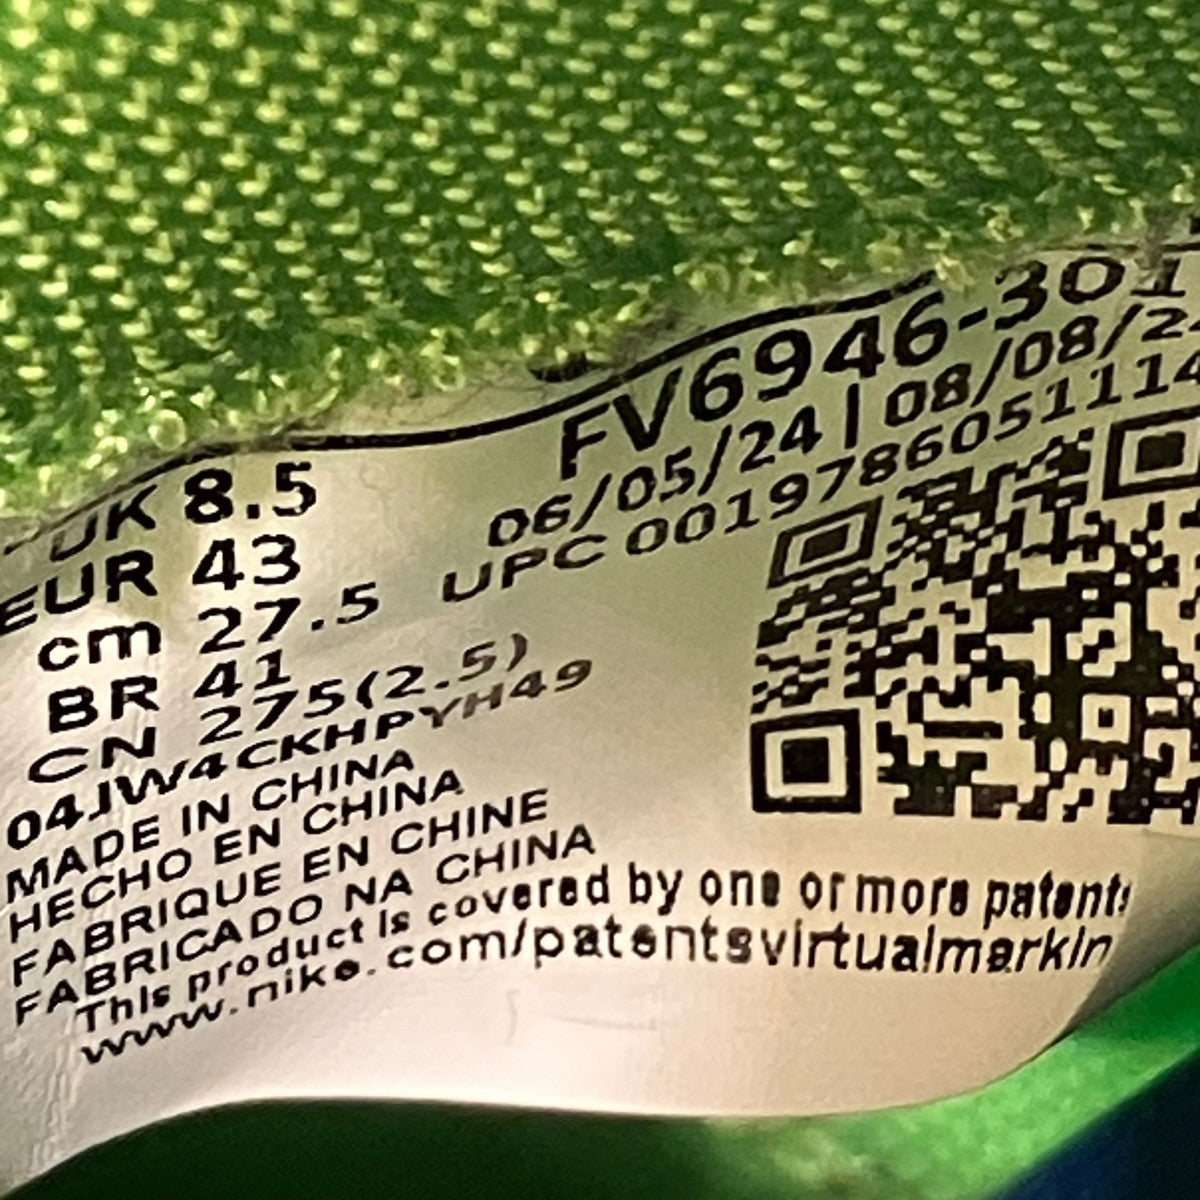 FV6946-301
06/05/24 | 08/08/2
UPC 00197860511114
UK 8.5
EUR 43
cm 27.5
BR 41
CN 275(2.5)
04JW4CKHPYH49
MADE IN CHINA
HECHO EN CHINA
FABRIQUE EN CHINE
FABRICADO NA CHINA
This product is covered by one or more patents
www.nike.com/patentsvirtualmarkin